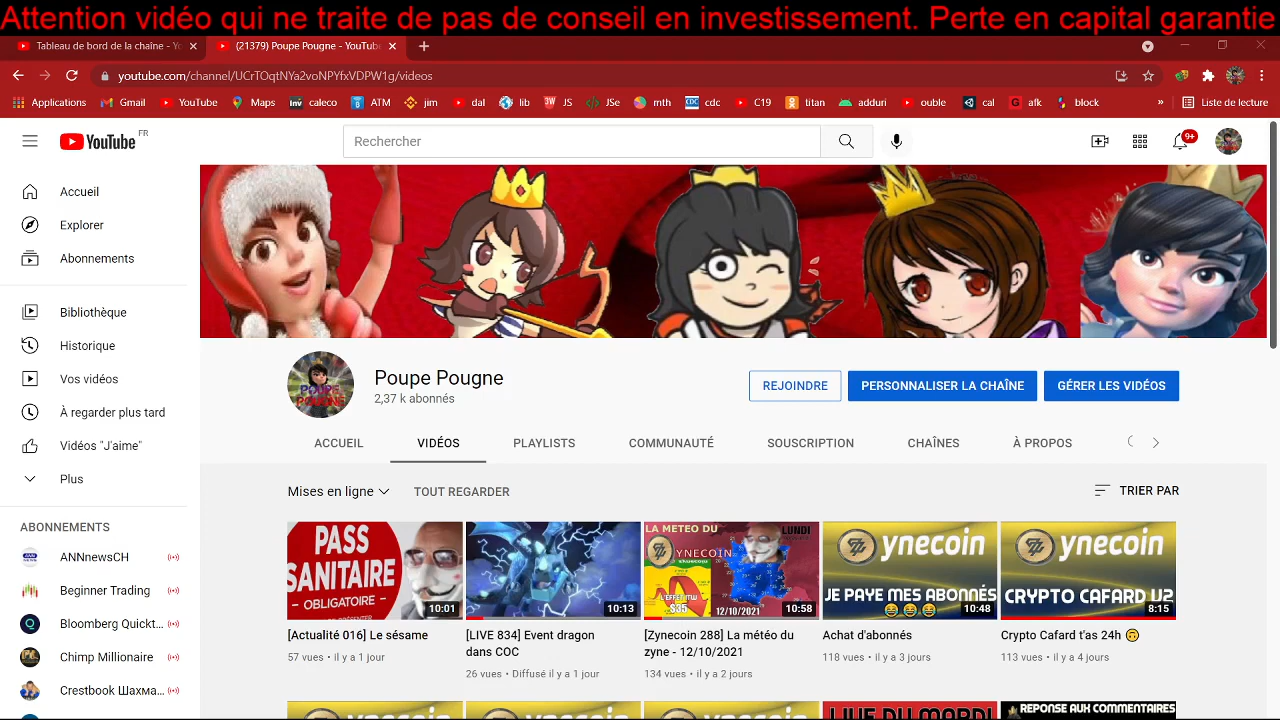 Attention vidéo qui ne traite de pas de conseil en investissement. Perte en capital garantie
Tableau de bord de la chaîne - Yo
(21379) Poupe Pougne - YouTube
youtube.com/channel/UCrTOqtNYa2voNPYfxVDPW1g/videos
Applications Gmail YouTube Maps caleco ATM jim dal lib JS JSe mth cdc C19 titan adduri ouble cal afk block » Liste de lecture
YouTube FR
Rechercher
9+
Accueil
Explorer
Abonnements
Bibliothèque
Historique
Vos vidéos
À regarder plus tard
Vidéos "J'aime"
Plus
ABONNEMENTS
ANNnewsCH
Beginner Trading
Bloomberg Quickt...
Chimp Millionaire
Crestbook Шахма...
POUPE
POUGNE
Poupe Pougne
2,37 k abonnés
REJOINDRE
PERSONNALISER LA CHAÎNE
GÉRER LES VIDÉOS
ACCUEIL VIDÉOS PLAYLISTS COMMUNAUTÉ SOUSCRIPTION CHAÎNES À PROPOS
Mises en ligne TOUT REGARDER TRIER PAR
PASS
SANITAIRE
- OBLIGATOIRE -
10:01
[Actualité 016] Le sésame
57 vues • il y a 1 jour
10:13
[LIVE 834] Event dragon
dans COC
26 vues • Diffusé il y a 1 jour
LA METEO DU LUNDI
YNECOIN
L'EFFET MW
$35
12/10/2021
10:58
[Zynecoin 288] La météo du
zyne - 12/10/2021
134 vues • il y a 2 jours
ynecoin
JE PAYE MES ABONNÉS
10:48
Achat d'abonnés
118 vues • il y a 3 jours
ynecoin
CRYPTO CAFARD V2
8:15
Crypto Cafard t'as 24h 🙃
113 vues • il y a 4 jours
LIVE DU MARDI
REPONSE AUX COMMENTAIRES